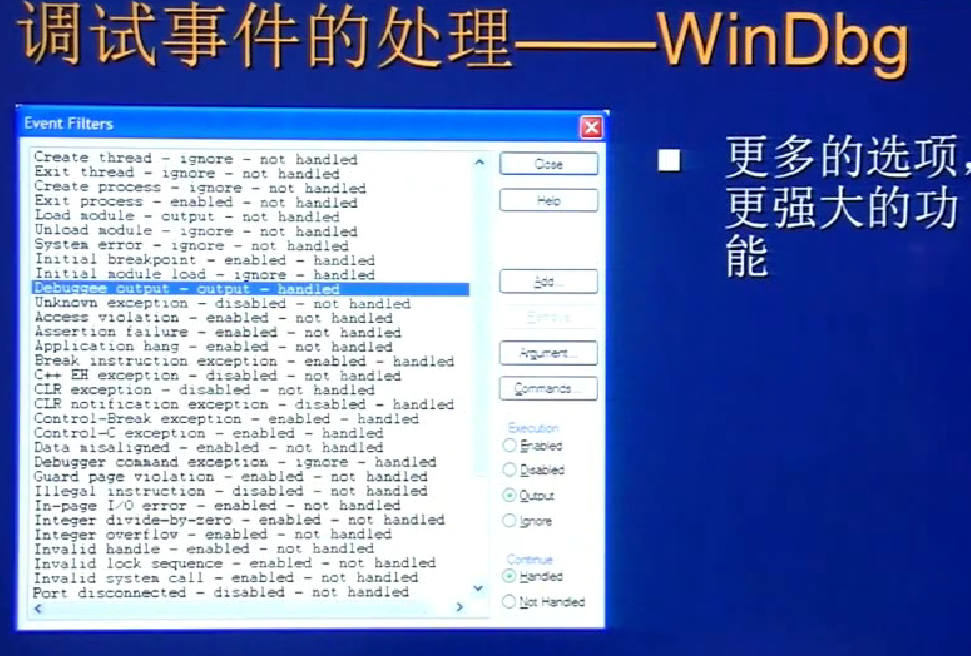 调试事件的处理——WinDbg
Event Filters
Create thread - ignore - not handled
Exit thread - ignore - not handled
Create process - ignore - not handled
Exit process - enabled - not handled
Load module - output - not handled
Unload module - ignore - not handled
System error - ignore - not handled
Initial breakpoint - enabled - handled
Initial module load - ignore - handled
Debuggee output - output - handled
Unknown exception - disabled - not handled
Access violation - enabled - not handled
Assertion failure - enabled - not handled
Application hang - enabled - not handled
Break instruction exception - enabled - handled
C++ EH exception - disabled - not handled
CLR exception - disabled - not handled
CLR notification exception - disabled - handled
Control-Break exception - enabled - handled
Control-C exception - enabled - handled
Data misaligned - enabled - not handled
Debugger command exception - ignore - handled
Guard page violation - enabled - not handled
Illegal instruction - disabled - not handled
In-page I/O error - enabled - not handled
Integer divide-by-zero - enabled - not handled
Integer overflow - enabled - not handled
Invalid handle - enabled - not handled
Invalid lock sequence - enabled - not handled
Invalid system call - enabled - not handled
Port disconnected - disabled - not handled
Close
Help
Add...
Remove
Argument...
Commands...
Execution
Enabled
Disabled
Output
Ignore
Continue
Handled
Not Handled
更多的选项，
更强大的功
能